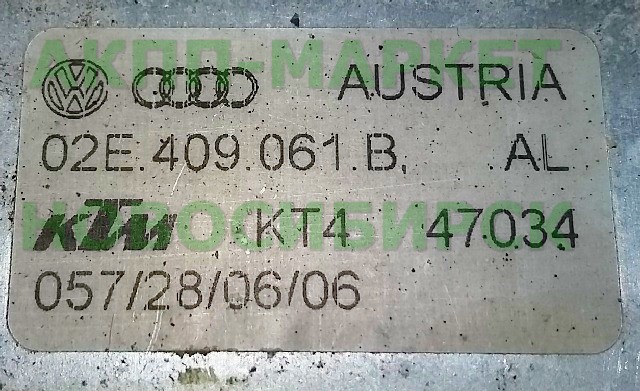 АКПП-МАРКЕТ
AUSTRIA
02E.409.061.B. AL
НОВОСИБИРСК
KTM KT4 47034
057/28/06/06